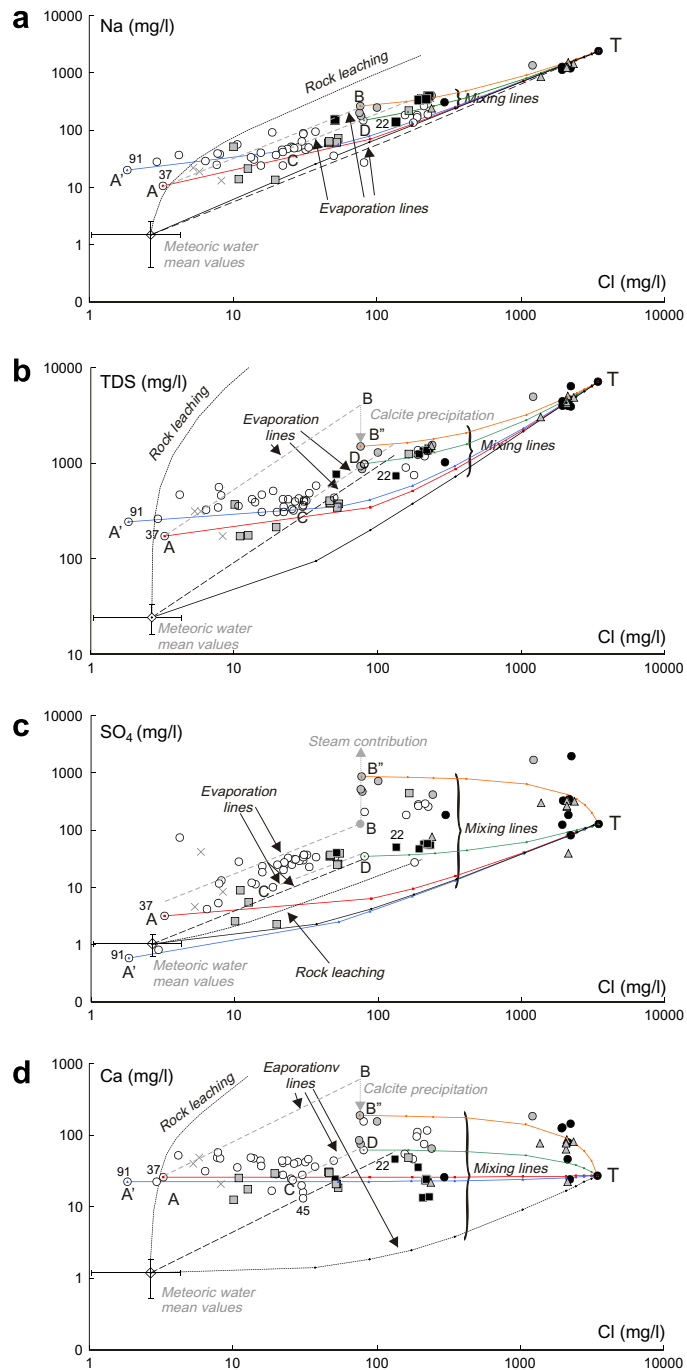 a
Na (mg/l)
10000
1000
100
10
1
0
Rock leaching
T
B
Mixing lines
22
D
91
37
C
A'
A
Evaporation lines
Meteoric water
mean values
Cl (mg/l)
1
10
100
1000
10000
b
TDS (mg/l)
10000
1000
100
10
Rock leaching
T
B
Evaporation
lines
Calcite precipitation
B"
D
Mixing lines
22
91
C
37
A'
A
Meteoric water
mean values
Cl (mg/l)
1
10
100
1000
10000
c
SO4 (mg/l)
10000
1000
100
10
1
0
Steam contribution
B"
Evaporation
lines
B
T
22
Mixing lines
D
C
37
A
Rock leaching
91
A'
Meteoric water
mean values
Cl (mg/l)
1
10
100
1000
10000
d
Ca (mg/l)
1000
100
10
1
0
Rock leaching
Eaporationv
lines
B
Calcite precipitation
B"
D
91
37
22
Mixing lines
T
A'
A
C
45
Meteoric water
mean values
Cl (mg/l)
1
10
100
1000
10000